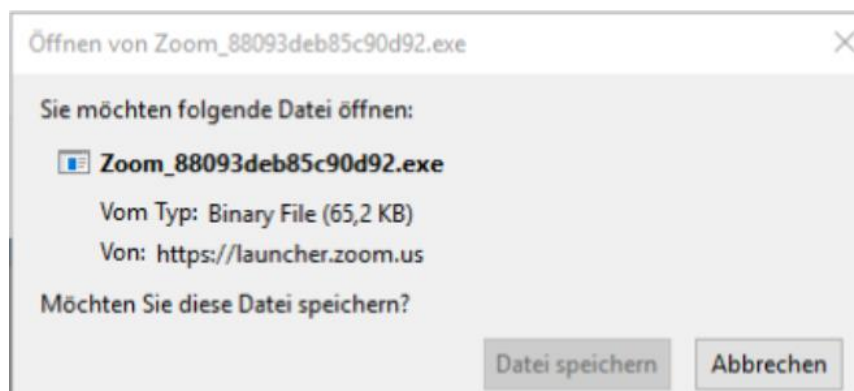 Öffnen von Zoom_88093deb85c90d92.exe
Sie möchten folgende Datei öffnen:
Zoom_88093deb85c90d92.exe
Vom Typ: Binary File (65,2 KB)
Von: https://launcher.zoom.us
Möchten Sie diese Datei speichern?
Datei speichern Abbrechen